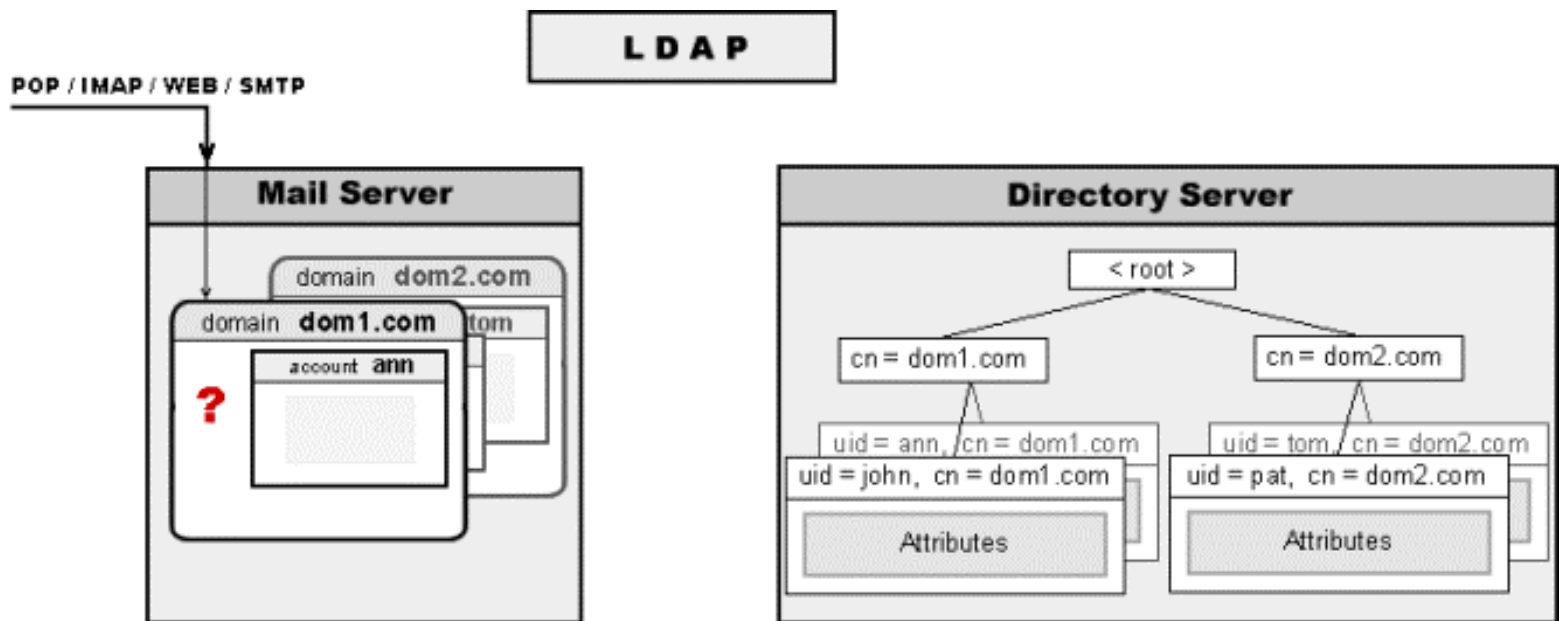 L D A P
POP / IMAP / WEB / SMTP
Mail Server
domain dom2.com
tom
domain dom1.com
account ann
?
Directory Server
< root >
cn = dom1.com
cn = dom2.com
uid = ann, cn = dom1.com
uid = tom, cn = dom2.com
uid = john, cn = dom1.com
uid = pat, cn = dom2.com
Attributes
Attributes